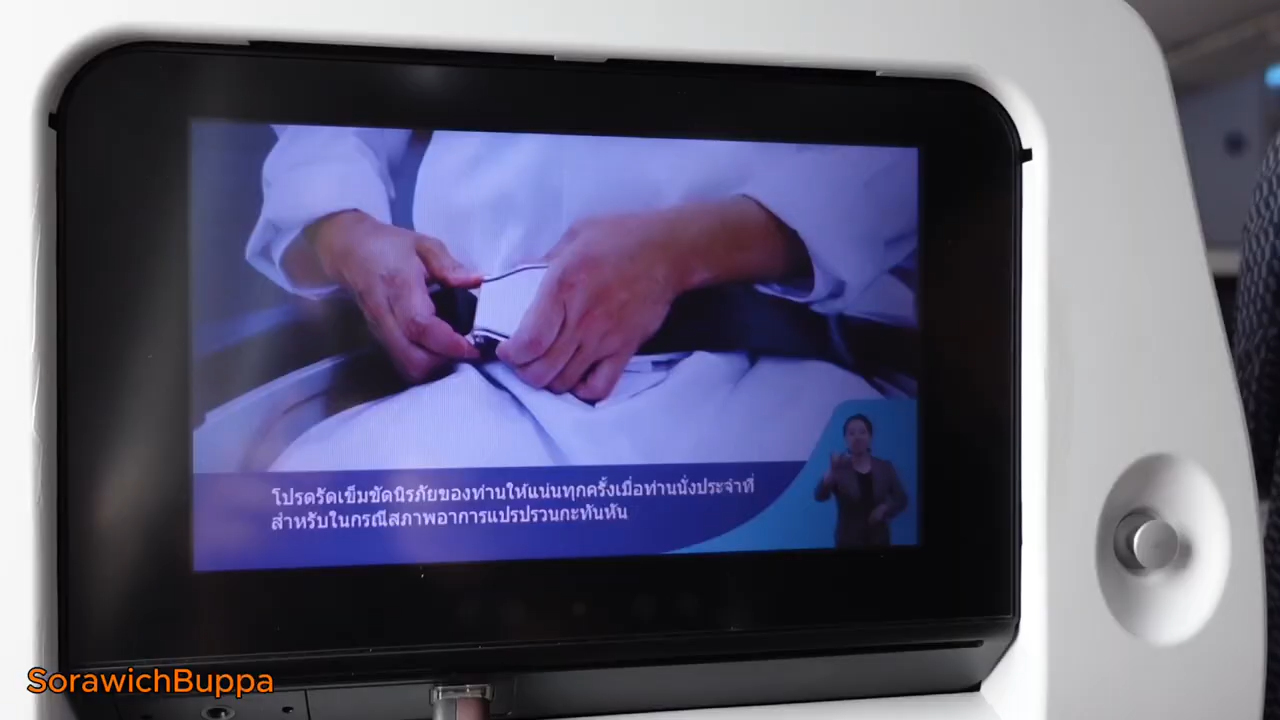 โปรดรัดเข็มขัดนิรภัยของท่านให้แน่นทุกครั้งเมื่อท่านนั่งประจำที่
สำหรับในกรณีสภาพอาการแปรปรวนกะทันหัน
SorawichBuppa